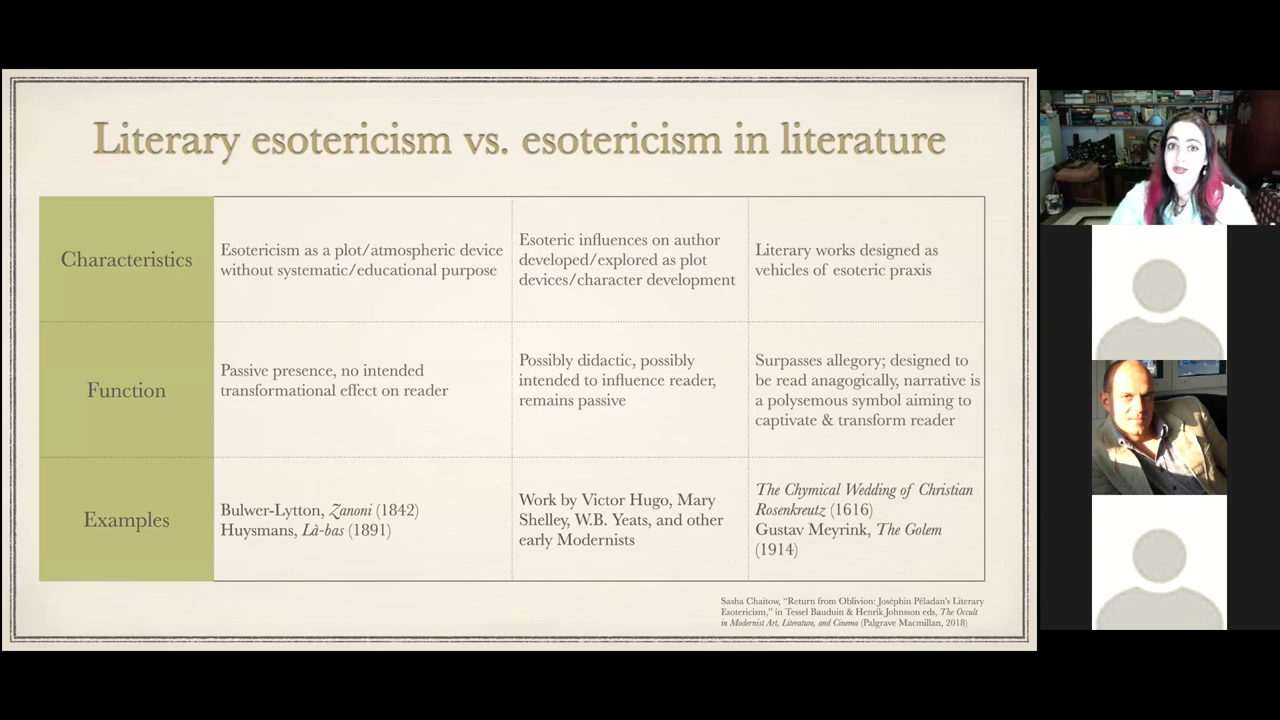 Literary esotericism vs. esotericism in literature
Characteristics
Esotericism as a plot/atmospheric device
without systematic/educational purpose
Esoteric influences on author
developed/explored as plot
devices/character development
Literary works designed as
vehicles of esoteric praxis
Function
Passive presence, no intended
transformational effect on reader
Possibly didactic, possibly
intended to influence reader,
remains passive
Surpasses allegory; designed to
be read anagogically, narrative is
a polysemous symbol aiming to
captivate & transform reader
Examples
Bulwer-Lytton, Zanoni (1842)
Huysmans, Là-bas (1891)
Work by Victor Hugo, Mary
Shelley, W.B. Yeats, and other
early Modernists
The Chymical Wedding of Christian
Rosenkreutz (1616)
Gustav Meyrink, The Golem
(1914)
Sasha Chaitow, “Return from Oblivion: Joséphin Péladan’s Literary
Esotericism,” in Tessel Bauduin & Henrik Johnsson eds, The Occult
in Modernist Art, Literature, and Cinema (Palgrave Macmillan, 2018)